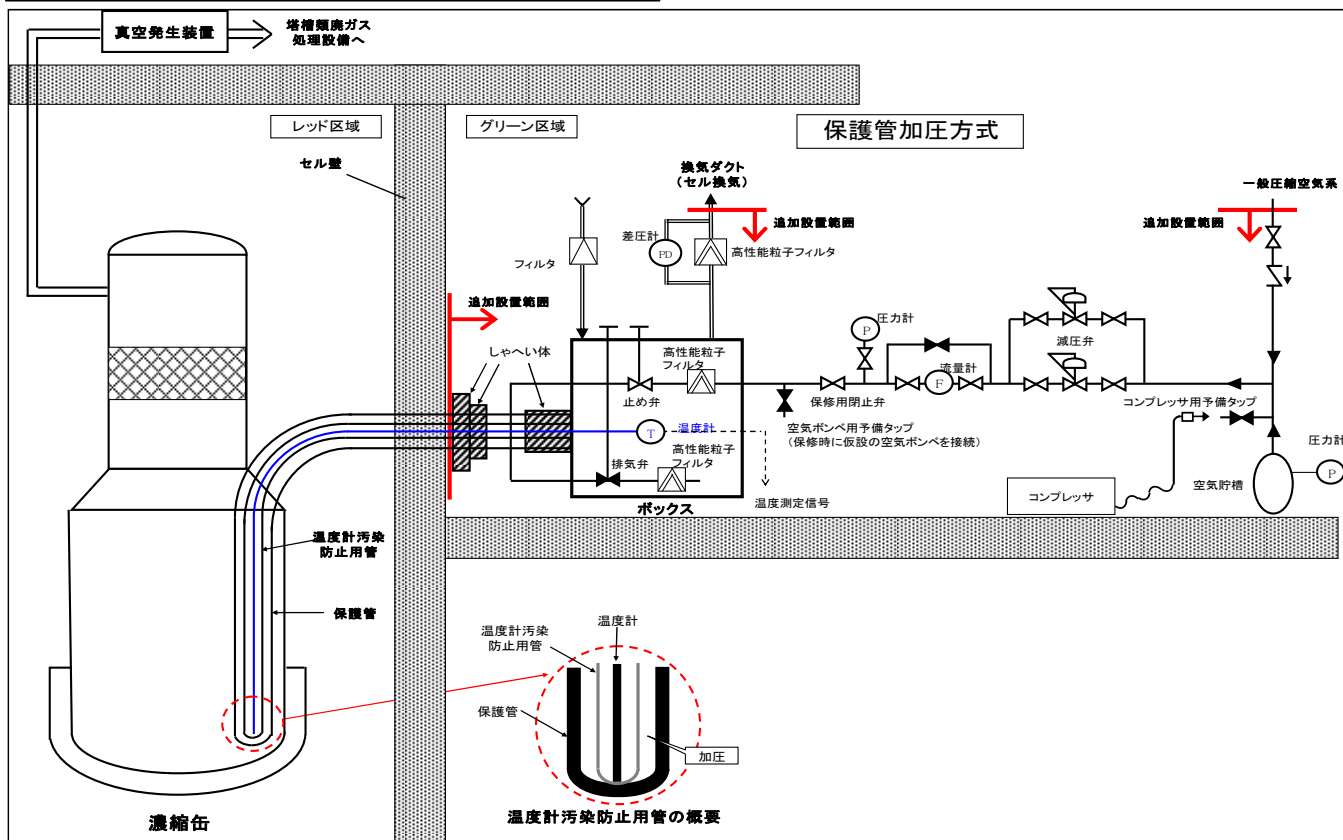 真空発生装置
塔槽類廃ガス
処理設備へ
レッド区域
グリーン区域
保護管加圧方式
セル壁
換気ダクト
(セル換気)
一般圧縮空気系
追加設置範囲
追加設置範囲
差圧計
PD
高性能粒子フィルタ
フィルタ
追加設置範囲
圧力計
P
しゃへい体
高性能粒子
フィルタ
減圧弁
流量計
F
止め弁
保修用閉止弁
コンプレッサ用予備タップ
空気ボンベ用予備タップ
(保修時に仮設の空気ボンベを接続)
T
温度計
高性能粒子
フィルタ
排気弁
圧力計
P
空気貯槽
コンプレッサ
温度測定信号
ボックス
温度計汚染
防止用管
保護管
温度計汚染
防止用管
温度計
保護管
加圧
温度計汚染防止用管の概要
濃縮缶